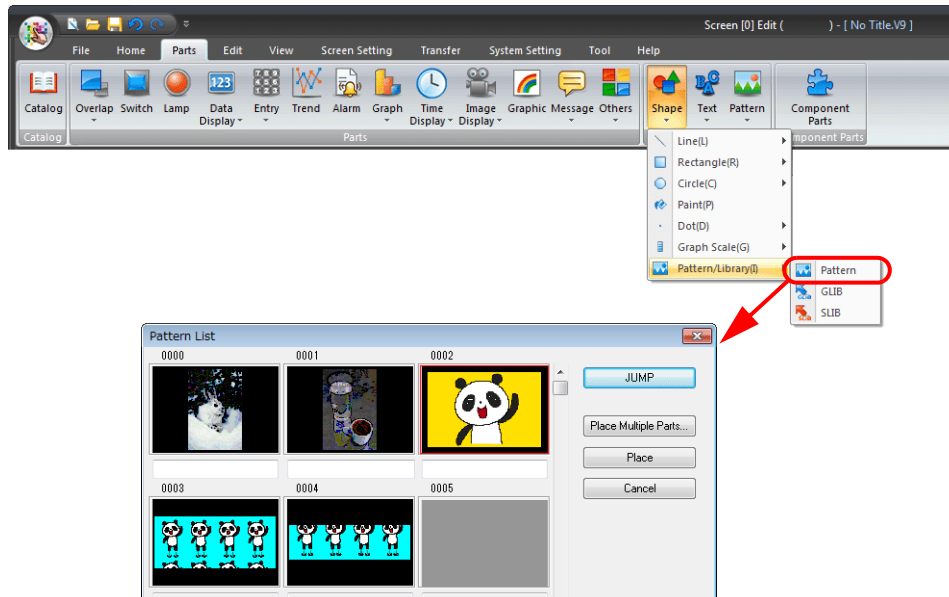 Screen [0] Edit ( ) - [ No Title.V9 ]
File Home Parts Edit View Screen Setting Transfer System Setting Tool Help
Catalog Overlap Switch Lamp Data Display Entry Trend Alarm Graph Time Display Image Display Graphic Message Others Shape Text Pattern Component Parts
Catalog Parts mponent Parts
Line(L)
Rectangle(R)
Circle(C)
Paint(P)
Dot(D)
Graph Scale(G)
Pattern/Library(I)
Pattern
GLIB
SLIB
Pattern List
0000 0001 0002
JUMP
Place Multiple Parts...
Place
Cancel
0003 0004 0005